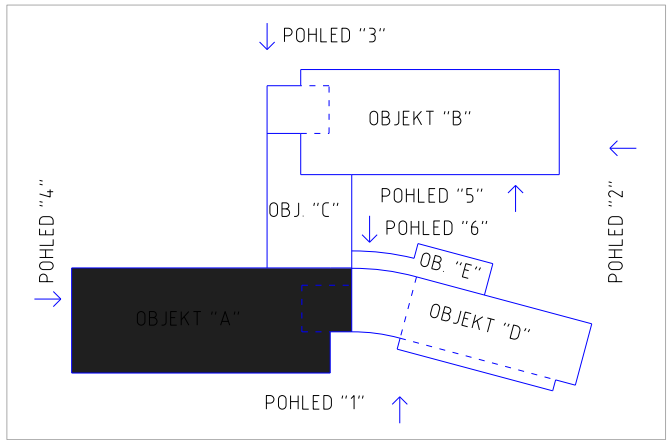 POHLED "3"
OBJEKT "B"
POHLED "4"
POHLED "2"
POHLED "5"
OBJ. "C"
POHLED "6"
OB. "E"
OBJEKT "A"
OBJEKT "D"
POHLED "1"